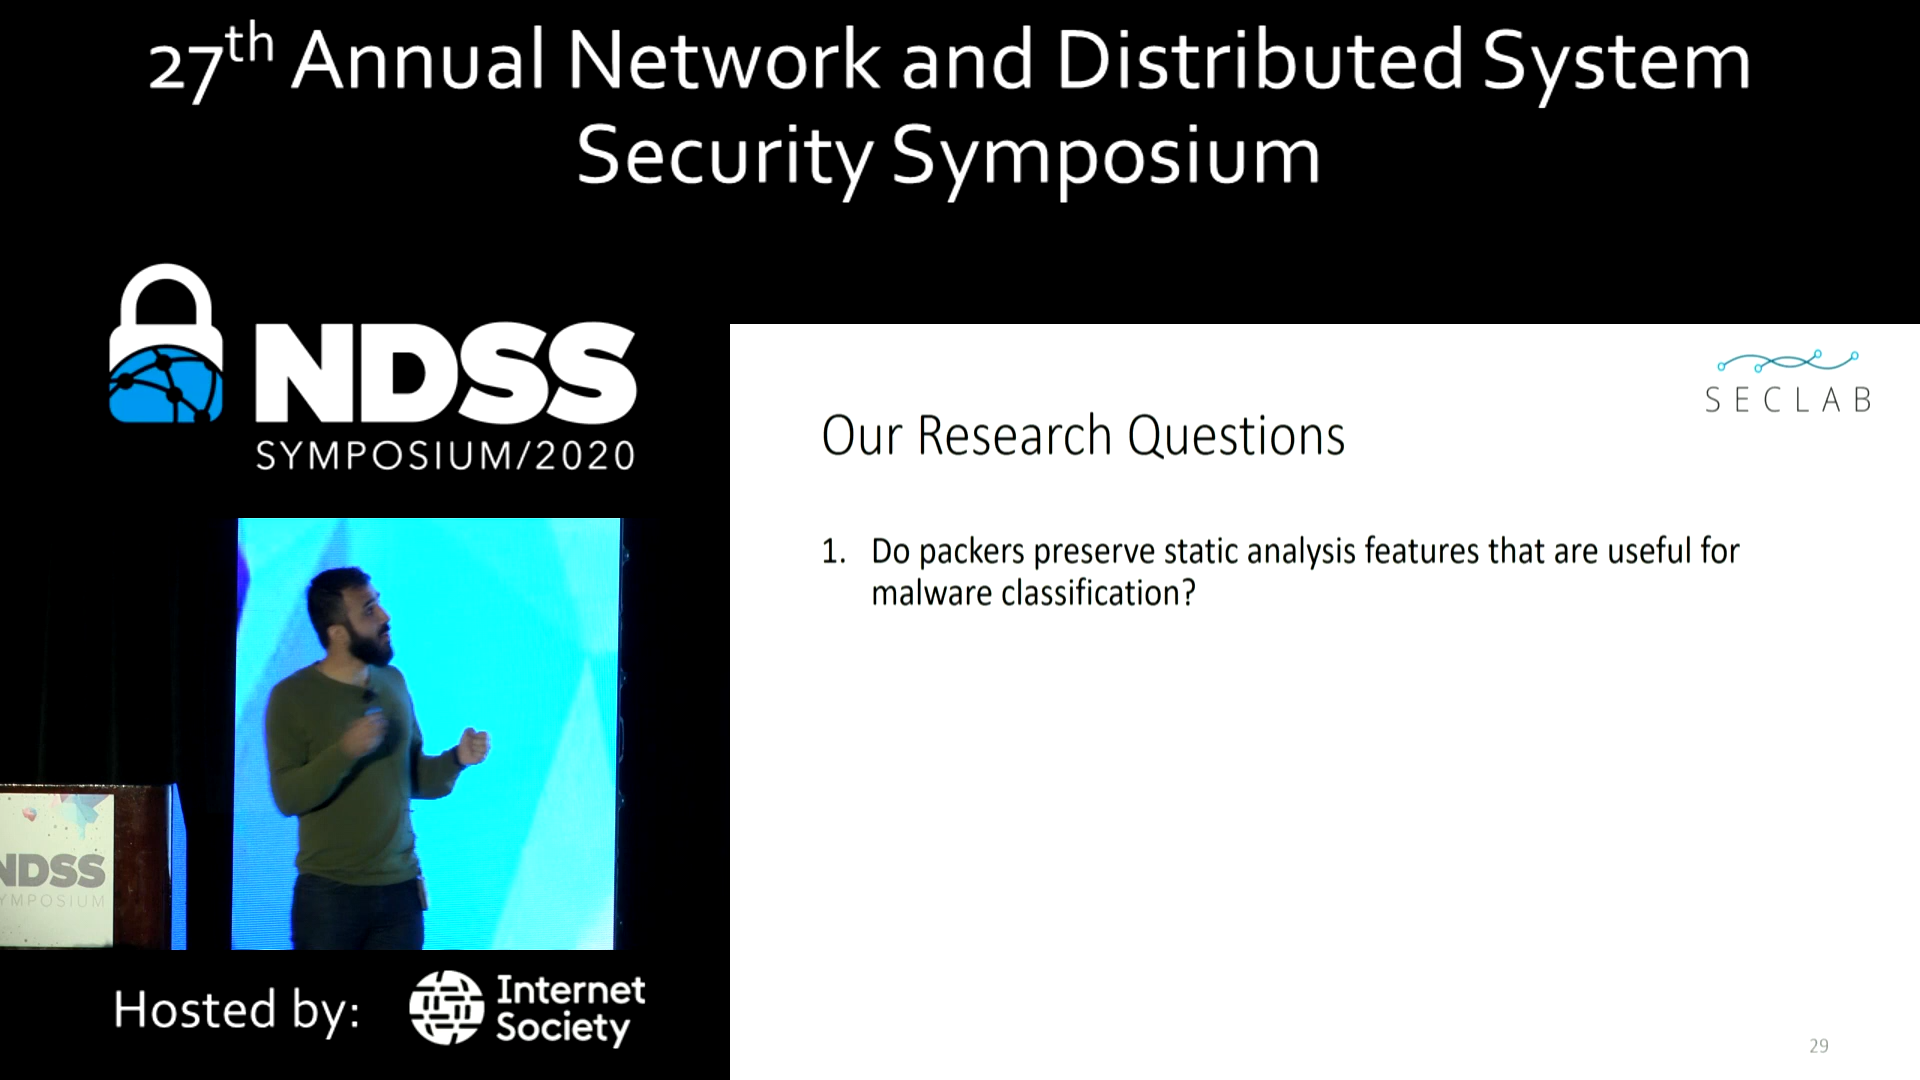 27th Annual Network and Distributed System
Security Symposium
NDSS
SYMPOSIUM/2020
SECLAB
Our Research Questions
1. Do packers preserve static analysis features that are useful for
malware classification?
NDSS
YMPOSIUM
Hosted by:
Internet
Society
29